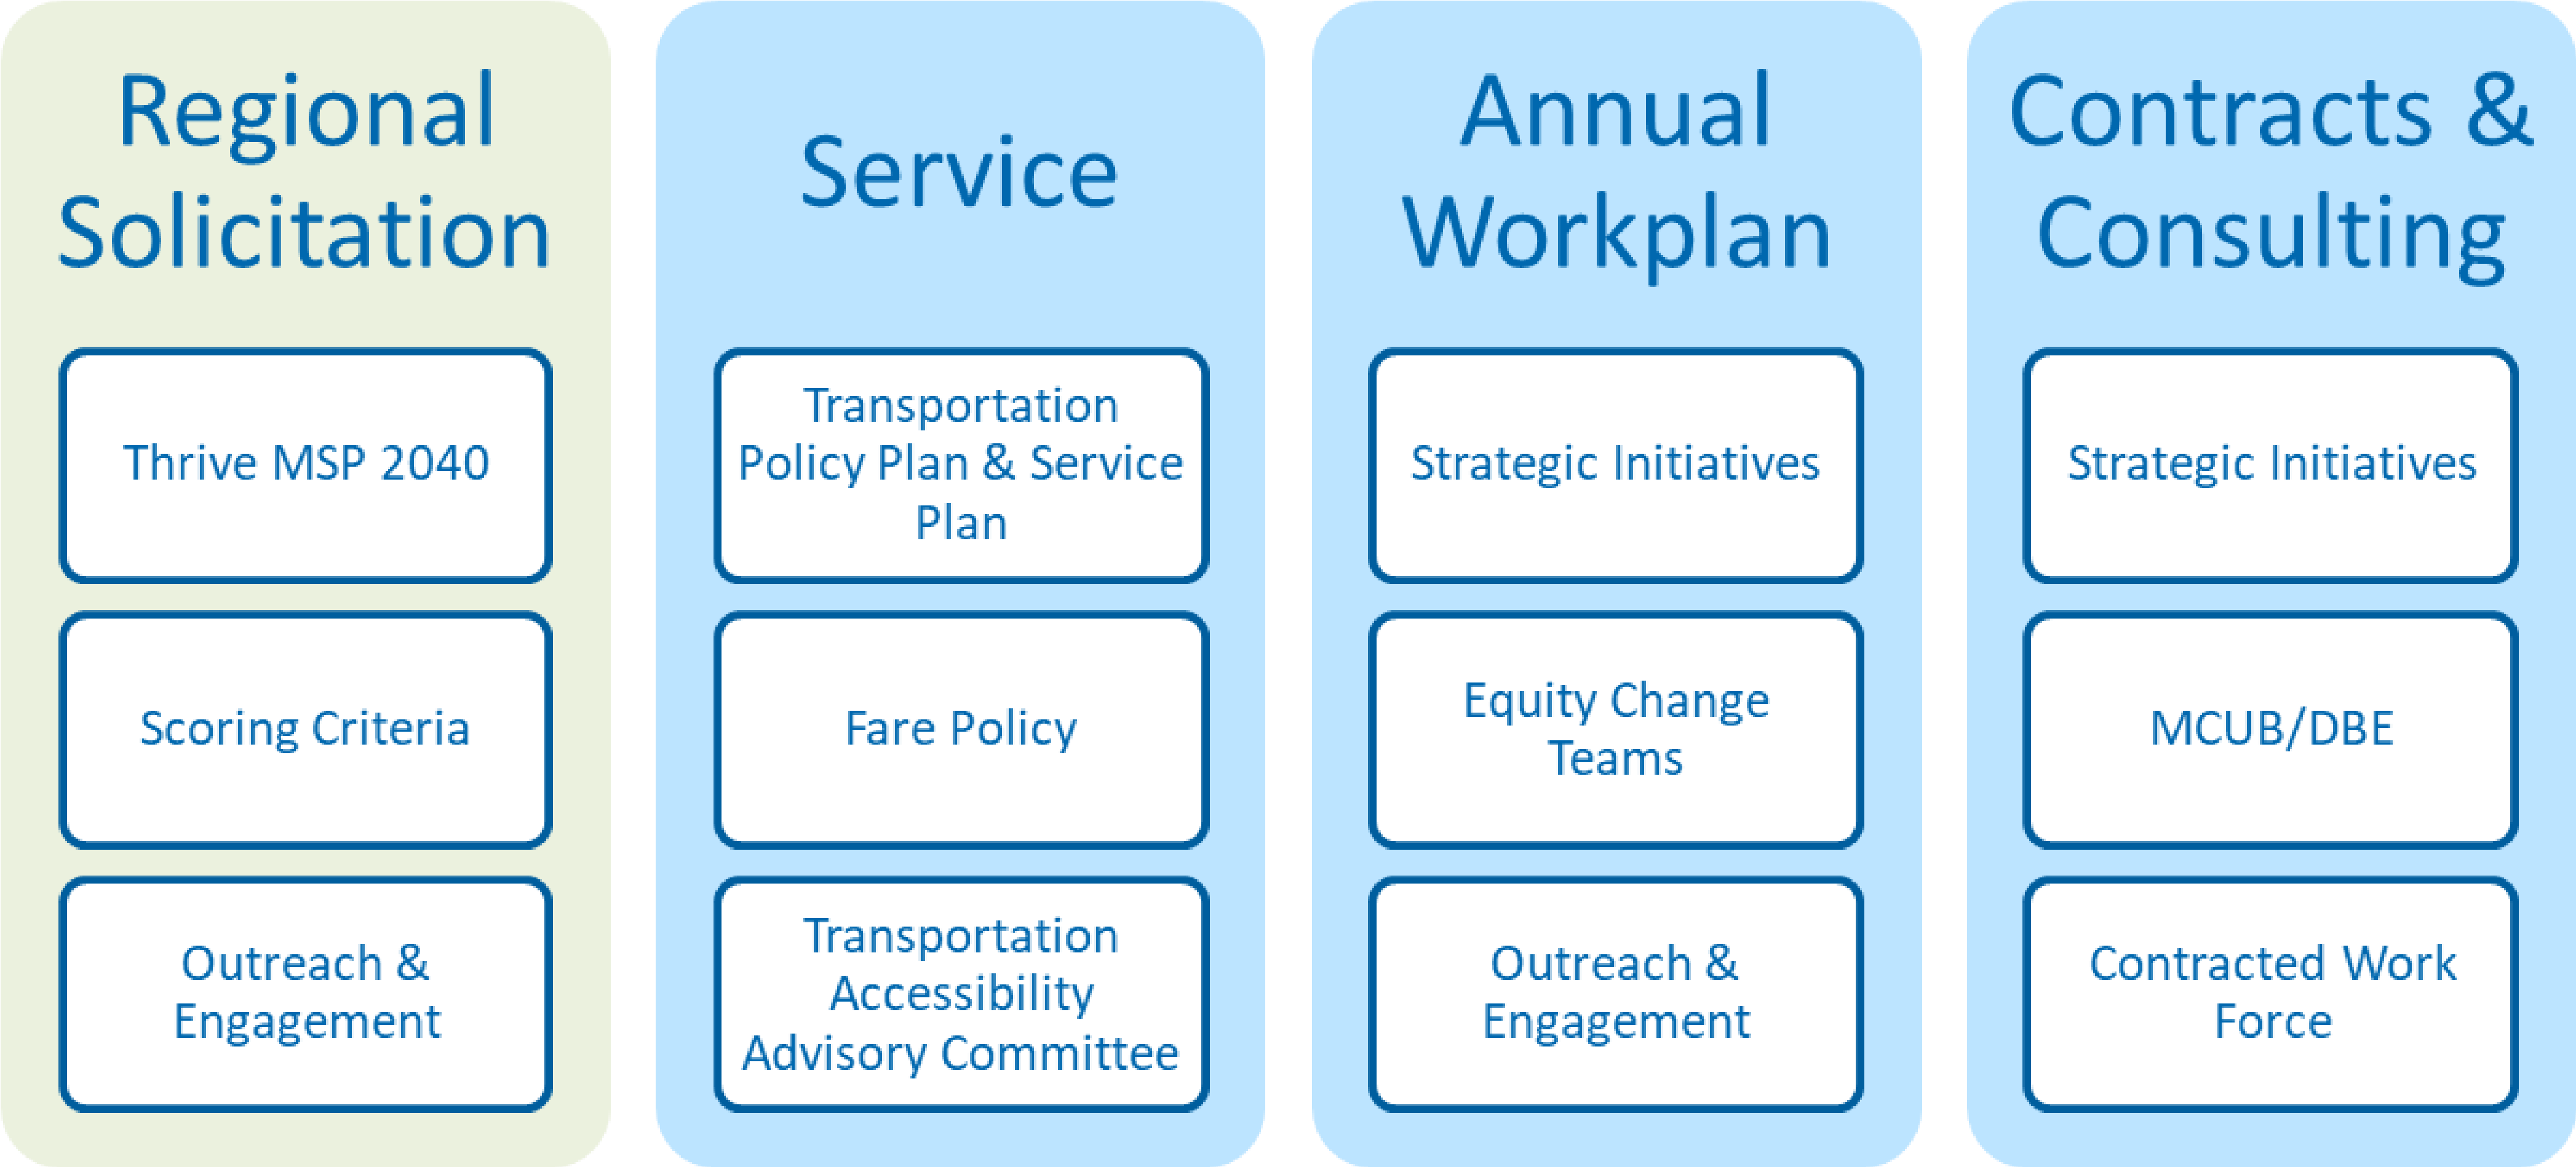 Regional
Solicitation
Thrive MSP 2040
Scoring Criteria
Outreach &
Engagement
Service
Transportation
Policy Plan & Service
Plan
Fare Policy
Transportation
Accessibility
Advisory Committee
Annual
Workplan
Strategic Initiatives
Equity Change
Teams
Outreach &
Engagement
Contracts &
Consulting
Strategic Initiatives
MCUB/DBE
Contracted Work
Force